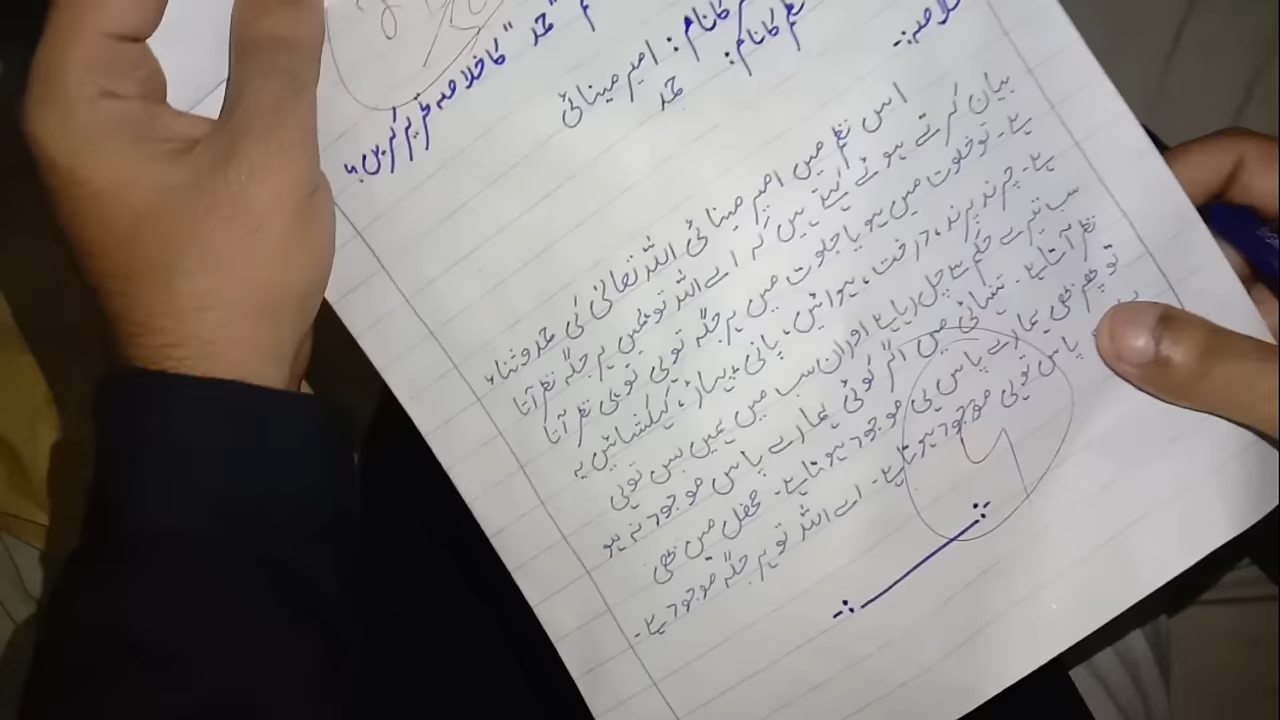 م "حمد" کا خلاصہ تحریر کریں۔
کا نام: امیر مینائی
نظم کا نام: حمد
خلاصہ:-
اس نظم میں امیر مینائی اللہ تعالیٰ کی حمد و ثناء
بیان کرتے ہوئے کہتے ہیں کہ اے اللہ تو ہمیں ہر جگہ نظر آتا
ہے۔ تو خلوت میں ہو یا جلوت میں ہر جگہ تو ہی تو ہی نظر آتا
ہے۔ چرند پرند، درخت، ہوائیں، پانی، پہاڑ، کہکشائیں یہ
سب تیرے حکم سے چل رہا ہے اور ان سب میں ہمیں بس تو ہی
نظر آتا ہے۔ تنہائی میں اگر کوئی ہمارے پاس موجود نہ ہو
تو پھر بھی ہمارے پاس ہی موجود ہوتا ہے۔ محفل میں بھی
پاس تو ہی موجود ہوتا ہے۔ اے اللہ تو ہر جگہ موجود ہے۔